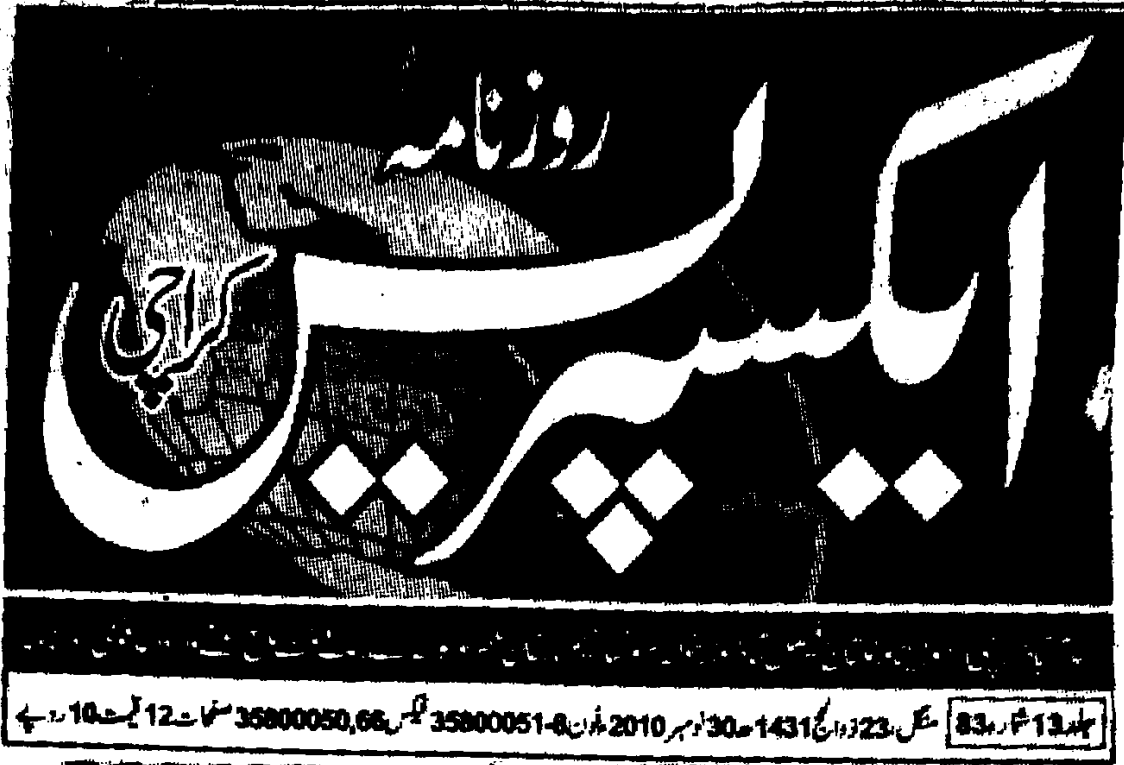 روزنامہ
ایکسپریس
کراچی
جلد 13 شمارہ 83 منگل 23 ذوالحج 1431ھ 30 نومبر 2010 فون 35800051-8 فیکس 35800050,66 صفحات 12 قیمت 10 روپے